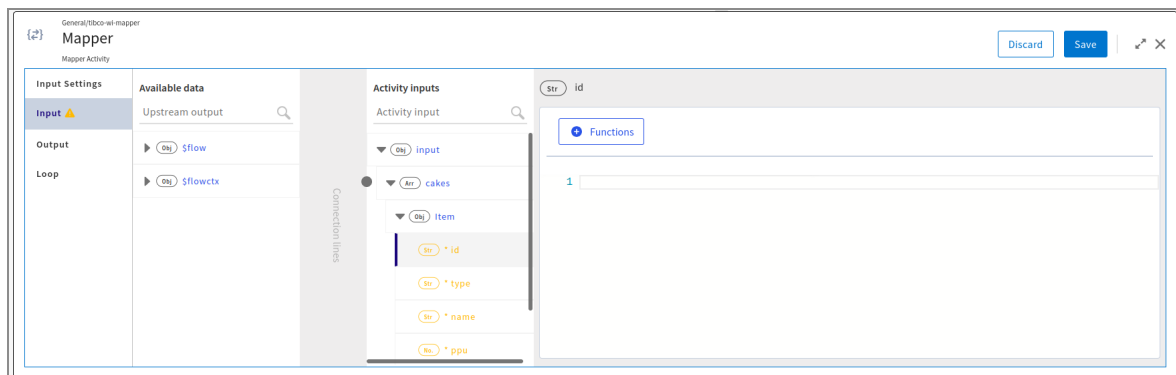 General/tibco-wi-mapper
Mapper
Mapper Activity
Discard
Save
Input Settings
Input
Output
Loop
Available data
Upstream output
Obj $flow
Obj $flowctx
Connection lines
Activity inputs
Activity input
Obj input
Arr cakes
Obj Item
Str * id
Str * type
Str * name
No. * ppu
Str id
Functions
1